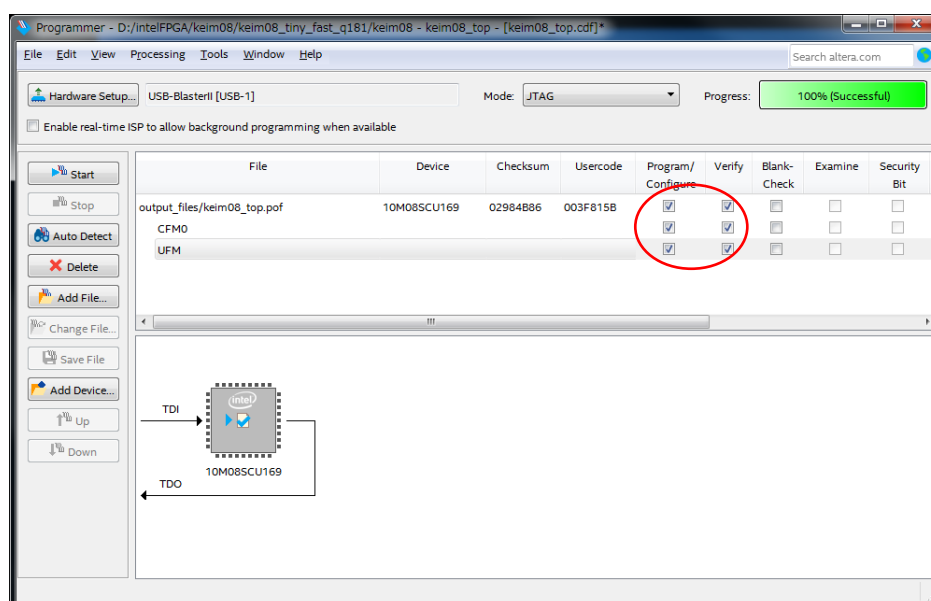 Programmer - D:/intelFPGA/keim08/keim08_tiny_fast_q181/keim08 - keim08_top - [keim08_top.cdf]*
File Edit View Processing Tools Window Help
Search altera.com
Hardware Setup... USB-BlasterII [USB-1] Mode: JTAG Progress: 100% (Successful)
Enable real-time ISP to allow background programming when available
File Device Checksum Usercode Program/ Configure Verify Blank- Check Examine Security Bit
output_files/keim08_top.pof 10M08SCU169 02984B86 003F815B
CFM0
UFM
Start
Stop
Auto Detect
Delete
Add File...
Change File...
Save File
Add Device...
Up
Down
TDI
intel
10M08SCU169
TDO